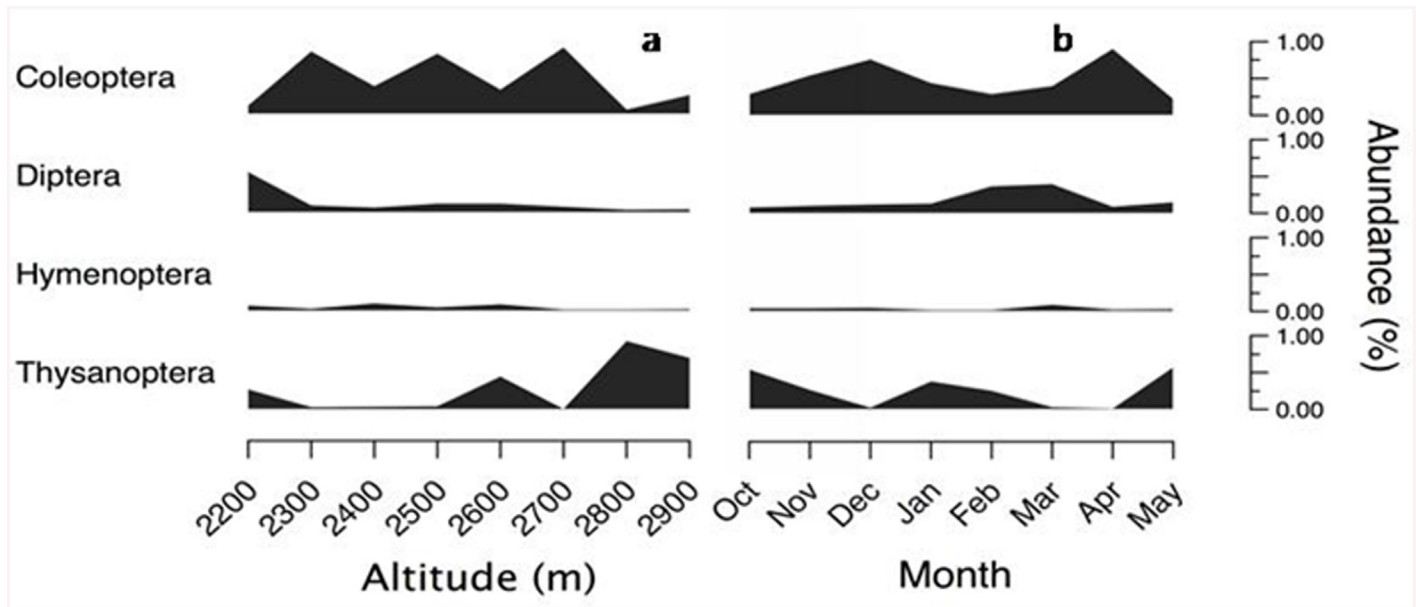 a
b
Coleoptera
1.00
0.00
Diptera
1.00
0.00
Hymenoptera
1.00
0.00
Thysanoptera
1.00
0.00
Abundance (%)
2200 2300 2400 2500 2600 2700 2800 2900
Oct Nov Dec Jan Feb Mar Apr May
Altitude (m)
Month